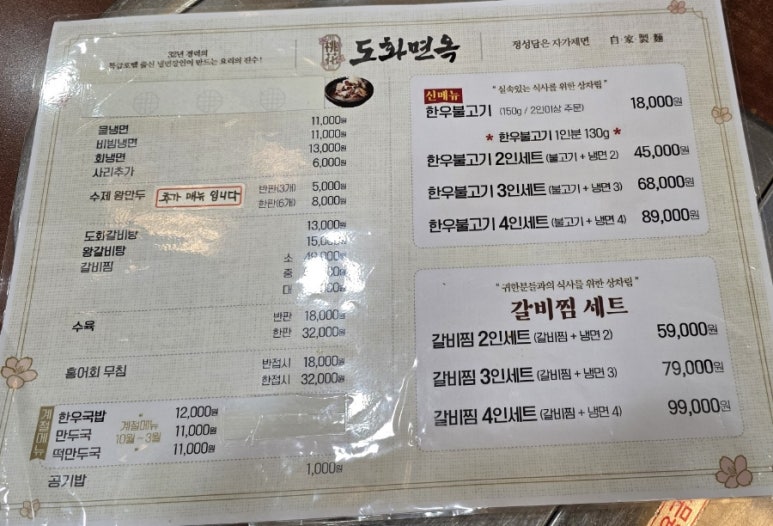 32년 경력의
특급호텔 출신 냉면장인이 만드는 요리의 진수!
桃花 도화면옥
정성담은 자가제면 自家製麵
물냉면 11,000원
비빔냉면 11,000원
회냉면 13,000원
사리추가 6,000원
수제 왕만두 추가 메뉴 입니다 반판(3개) 5,000원
한판(6개) 8,000원
도화갈비탕 13,000원
왕갈비탕 15,000원
갈비찜 소
중
대
수육 반판 18,000원
한판 32,000원
홍어회 무침 반접시 18,000원
한접시 32,000원
계절메뉴
한우국밥 12,000원
만두국 계절메뉴 11,000원
떡만두국 10월~3월 11,000원
공기밥 1,000원
" 실속있는 식사를 위한 상차림 "
신메뉴
한우불고기 (150g / 2인이상 주문) 18,000원
* 한우불고기 1인분 130g *
한우불고기 2인세트 (불고기 + 냉면 2) 45,000원
한우불고기 3인세트 (불고기 + 냉면 3) 68,000원
한우불고기 4인세트 (불고기 + 냉면 4) 89,000원
" 귀한분들과의 식사를 위한 상차림 "
갈비찜 세트
갈비찜 2인세트 (갈비찜 + 냉면 2) 59,000원
갈비찜 3인세트 (갈비찜 + 냉면 3) 79,000원
갈비찜 4인세트 (갈비찜 + 냉면 4) 99,000원